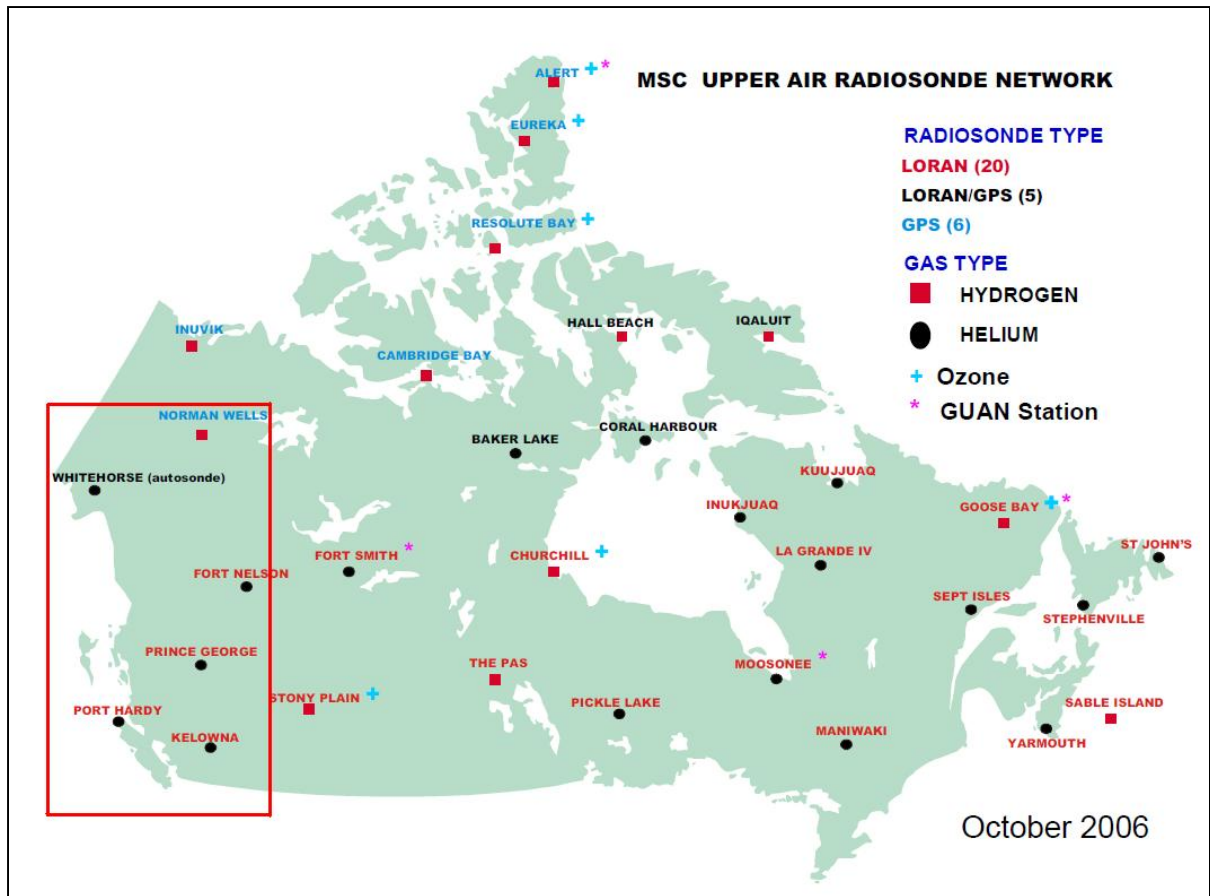 ALERT + *
MSC UPPER AIR RADIOSONDE NETWORK
EUREKA +
RADIOSONDE TYPE
LORAN (20)
LORAN/GPS (5)
GPS (6)
RESOLUTE BAY +
GAS TYPE
HYDROGEN
HELIUM
+ Ozone
* GUAN Station
INUVIK
HALL BEACH
IQALUIT
CAMBRIDGE BAY
NORMAN WELLS
BAKER LAKE
CORAL HARBOUR
WHITEHORSE (autosonde)
KUUJJUAQ
INUKJUAQ
GOOSE BAY + *
FORT SMITH *
CHURCHILL +
LA GRANDE IV
ST JOHN'S
FORT NELSON
SEPT ISLES
STEPHENVILLE
PRINCE GEORGE
THE PAS
MOOSONEE *
STONY PLAIN +
PORT HARDY
PICKLE LAKE
SABLE ISLAND
KELOWNA
MANIWAKI
YARMOUTH
October 2006